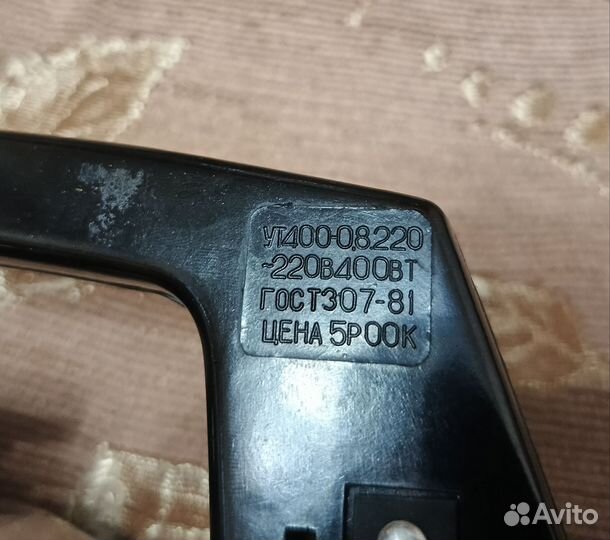 УТ400-0,8.220
~220В400ВТ
ГОСТ307-81
ЦЕНА 5Р00К
Avito